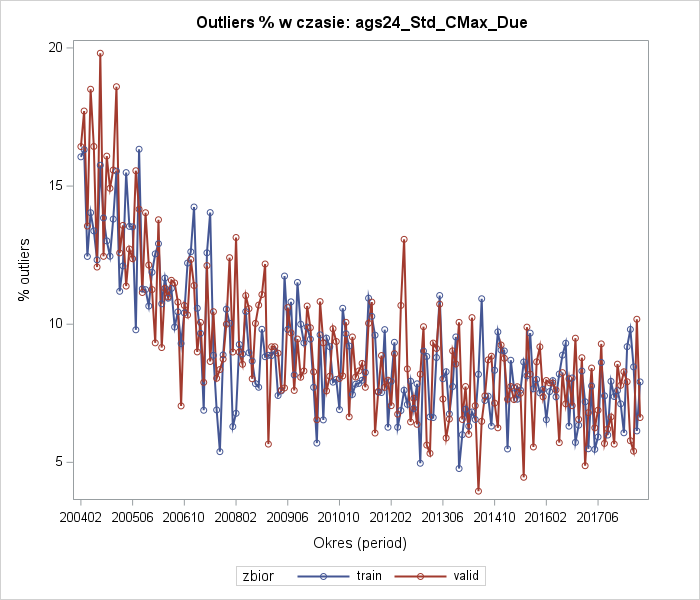 Outliers % w czasie: ags24_Std_CMax_Due
20
15
10
5
% outliers
200402 200506 200610 200802 200906 201010 201202 201306 201410 201602 201706
Okres (period)
zbior train valid